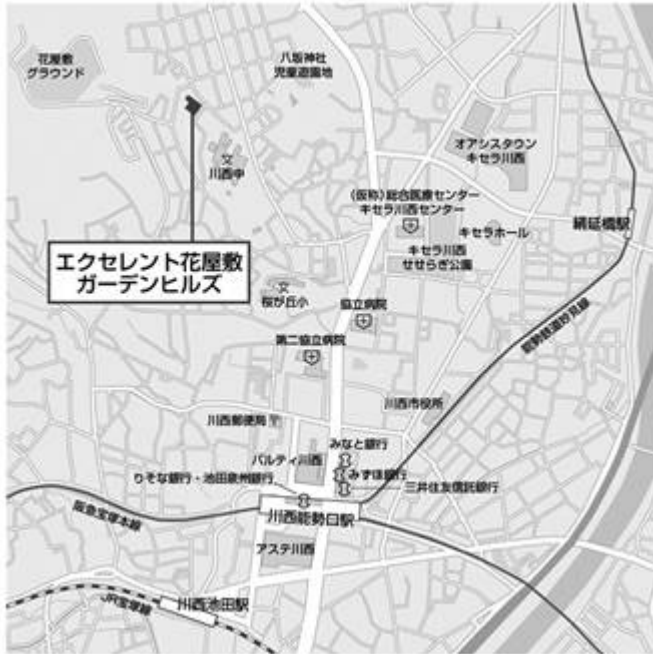 花屋敷
グラウンド
八坂神社
児童遊園地
文
川西中
オアシスタウン
キセラ川西
(仮称)総合医療センター
キセラ川西センター
キセラホール
絹延橋駅
キセラ川西
せせらぎ公園
エクセレント花屋敷
ガーデンヒルズ
文
桜が丘小
協立病院
第二協立病院
能勢鉄道妙見線
川西市役所
川西郵便局
みなと銀行
パルティ川西
みずほ銀行
りそな銀行・池田泉州銀行
三井住友信託銀行
阪急宝塚本線
川西能勢口駅
アステ川西
JR宝塚線
川西池田駅